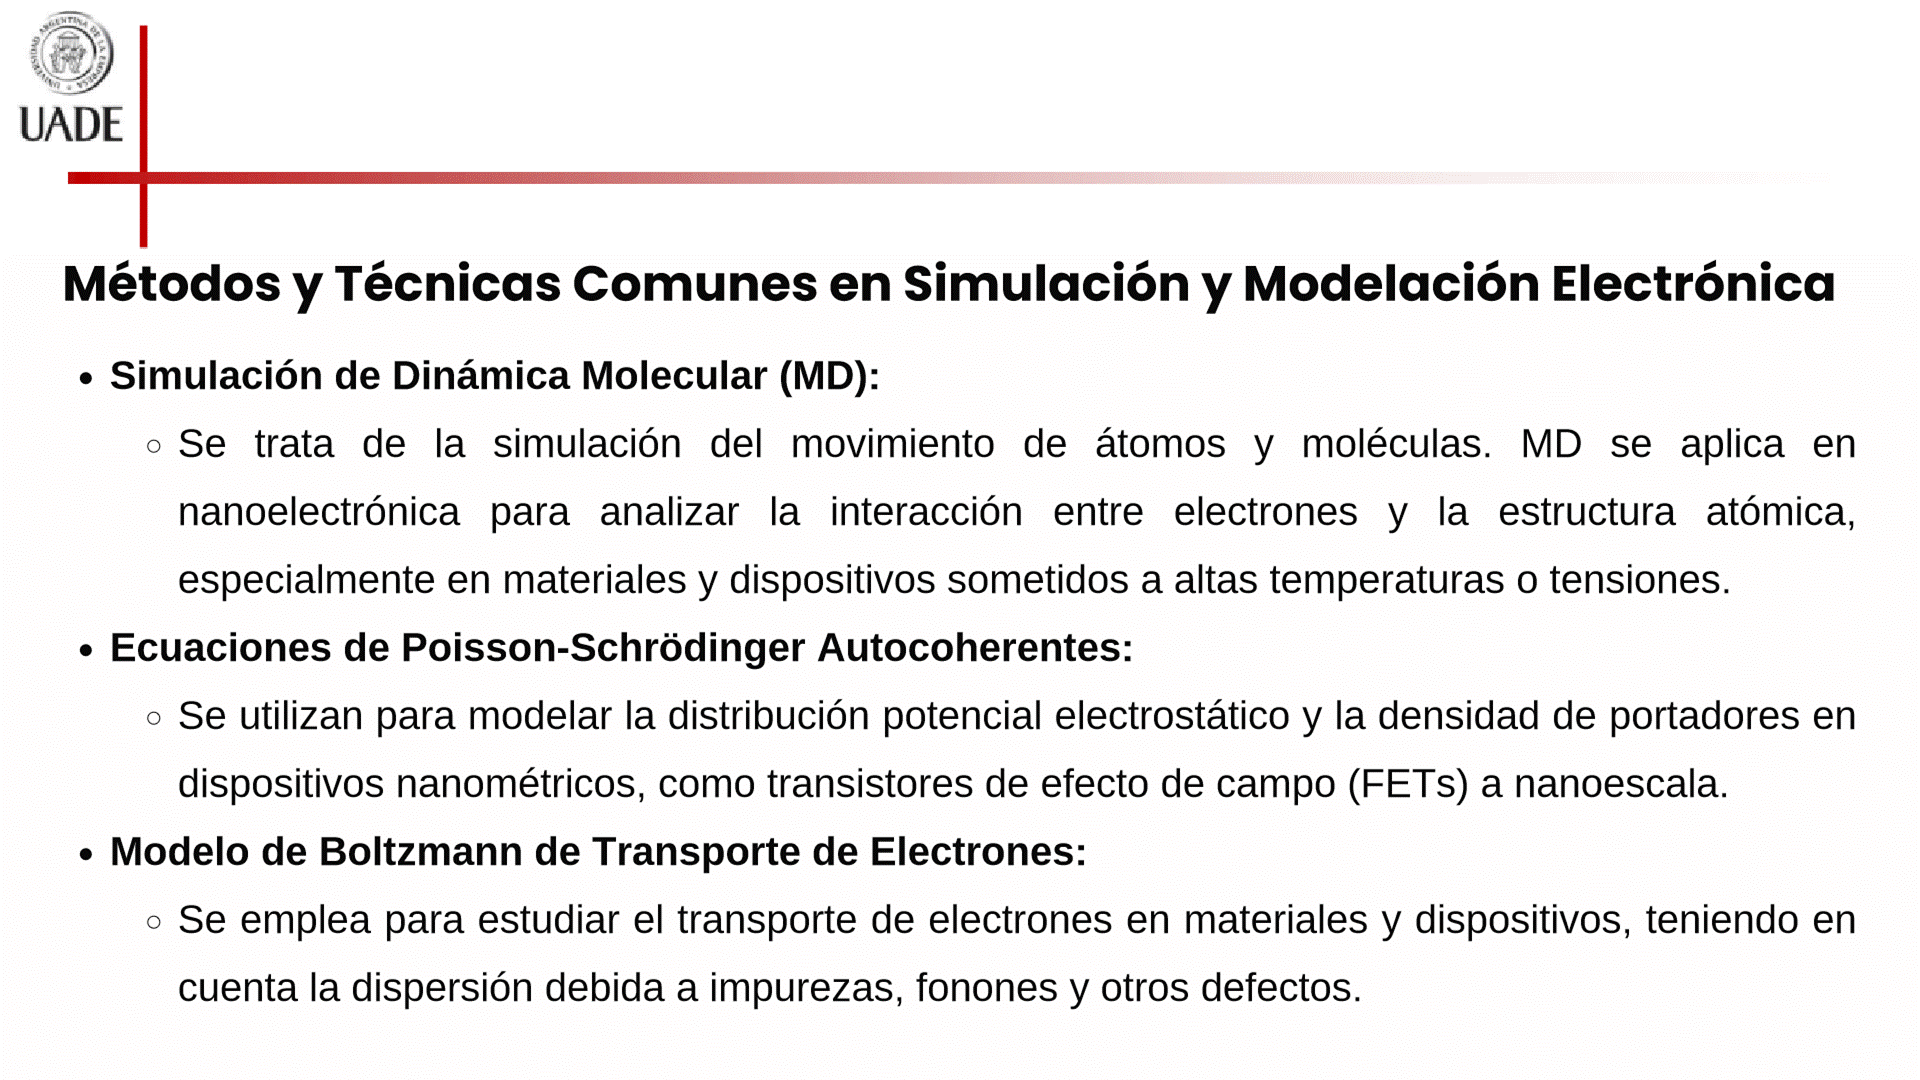 UNIVERSIDAD ARGENTINA DE LA EMPRESA
UADE
Métodos y Técnicas Comunes en Simulación y Modelación Electrónica
• Simulación de Dinámica Molecular (MD):
○ Se trata de la simulación del movimiento de átomos y moléculas. MD se aplica en
nanoelectrónica para analizar la interacción entre electrones y la estructura atómica,
especialmente en materiales y dispositivos sometidos a altas temperaturas o tensiones.
• Ecuaciones de Poisson-Schrödinger Autocoherentes:
○ Se utilizan para modelar la distribución potencial electrostático y la densidad de portadores en
dispositivos nanométricos, como transistores de efecto de campo (FETs) a nanoescala.
• Modelo de Boltzmann de Transporte de Electrones:
○ Se emplea para estudiar el transporte de electrones en materiales y dispositivos, teniendo en
cuenta la dispersión debida a impurezas, fonones y otros defectos.